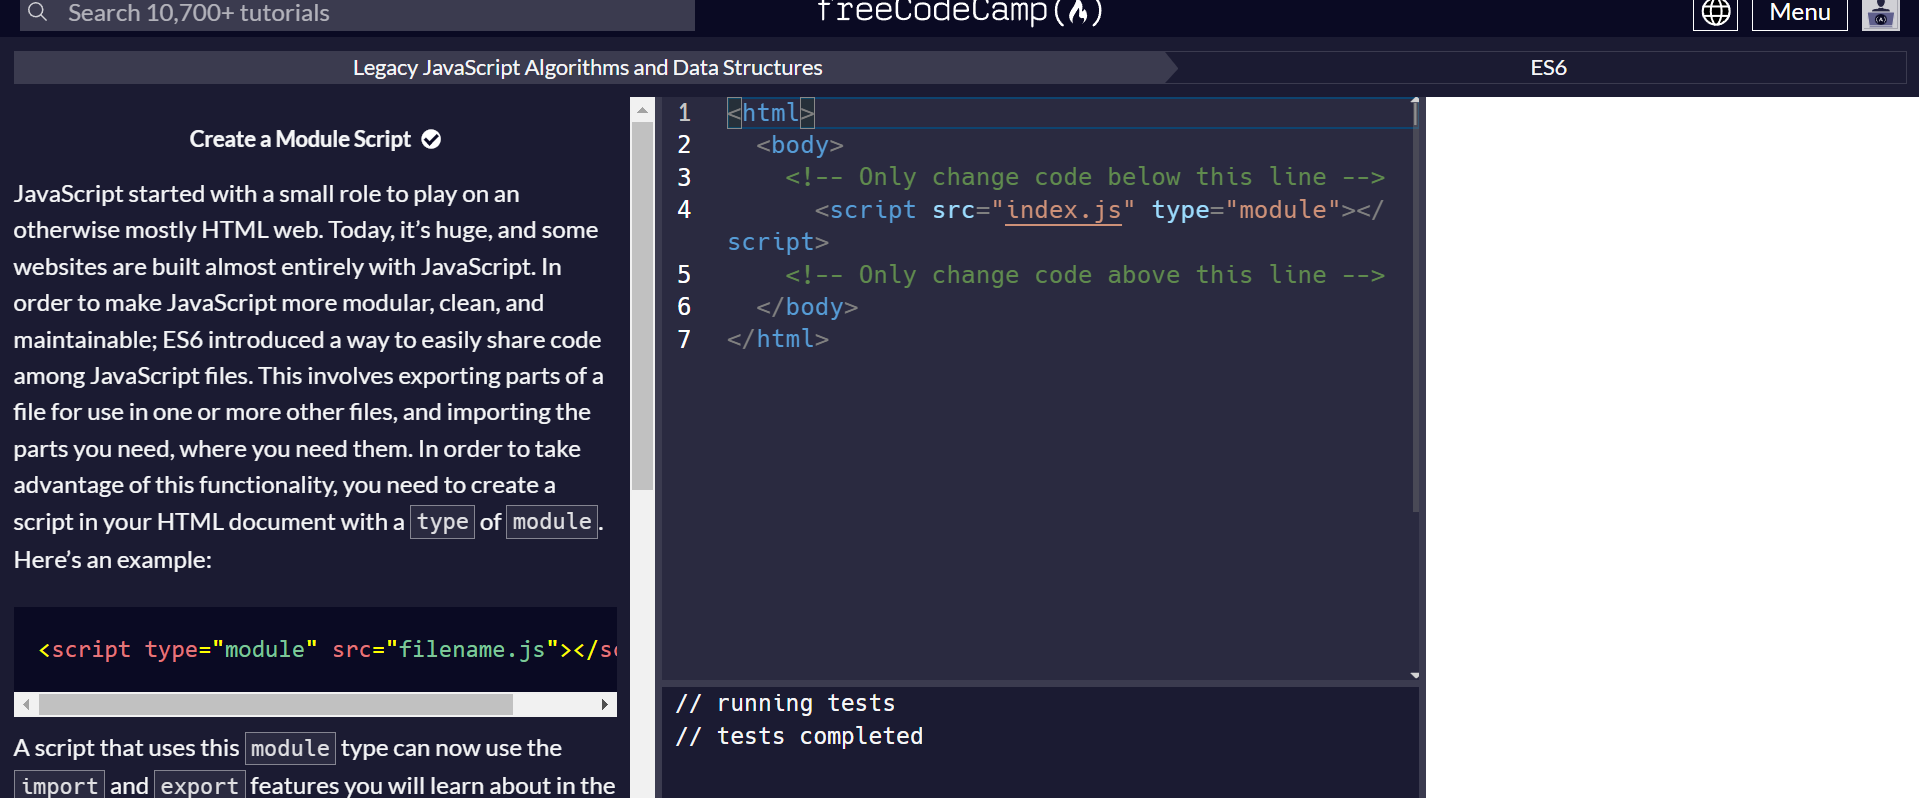 Search 10,700+ tutorials
freeCodeCamp
Menu
Legacy JavaScript Algorithms and Data Structures
ES6
Create a Module Script
JavaScript started with a small role to play on an
otherwise mostly HTML web. Today, it's huge, and some
websites are built almost entirely with JavaScript. In
order to make JavaScript more modular, clean, and
maintainable; ES6 introduced a way to easily share code
among JavaScript files. This involves exporting parts of a
file for use in one or more other files, and importing the
parts you need, where you need them. In order to take
advantage of this functionality, you need to create a
script in your HTML document with a type of module.
Here's an example:
<script type="module" src="filename.js"></sc
A script that uses this module type can now use the
import and export features you will learn about in the
1 <html>
2 <body>
3 <!-- Only change code below this line -->
4 <script src="index.js" type="module"></
script>
5 <!-- Only change code above this line -->
6 </body>
7 </html>
// running tests
// tests completed